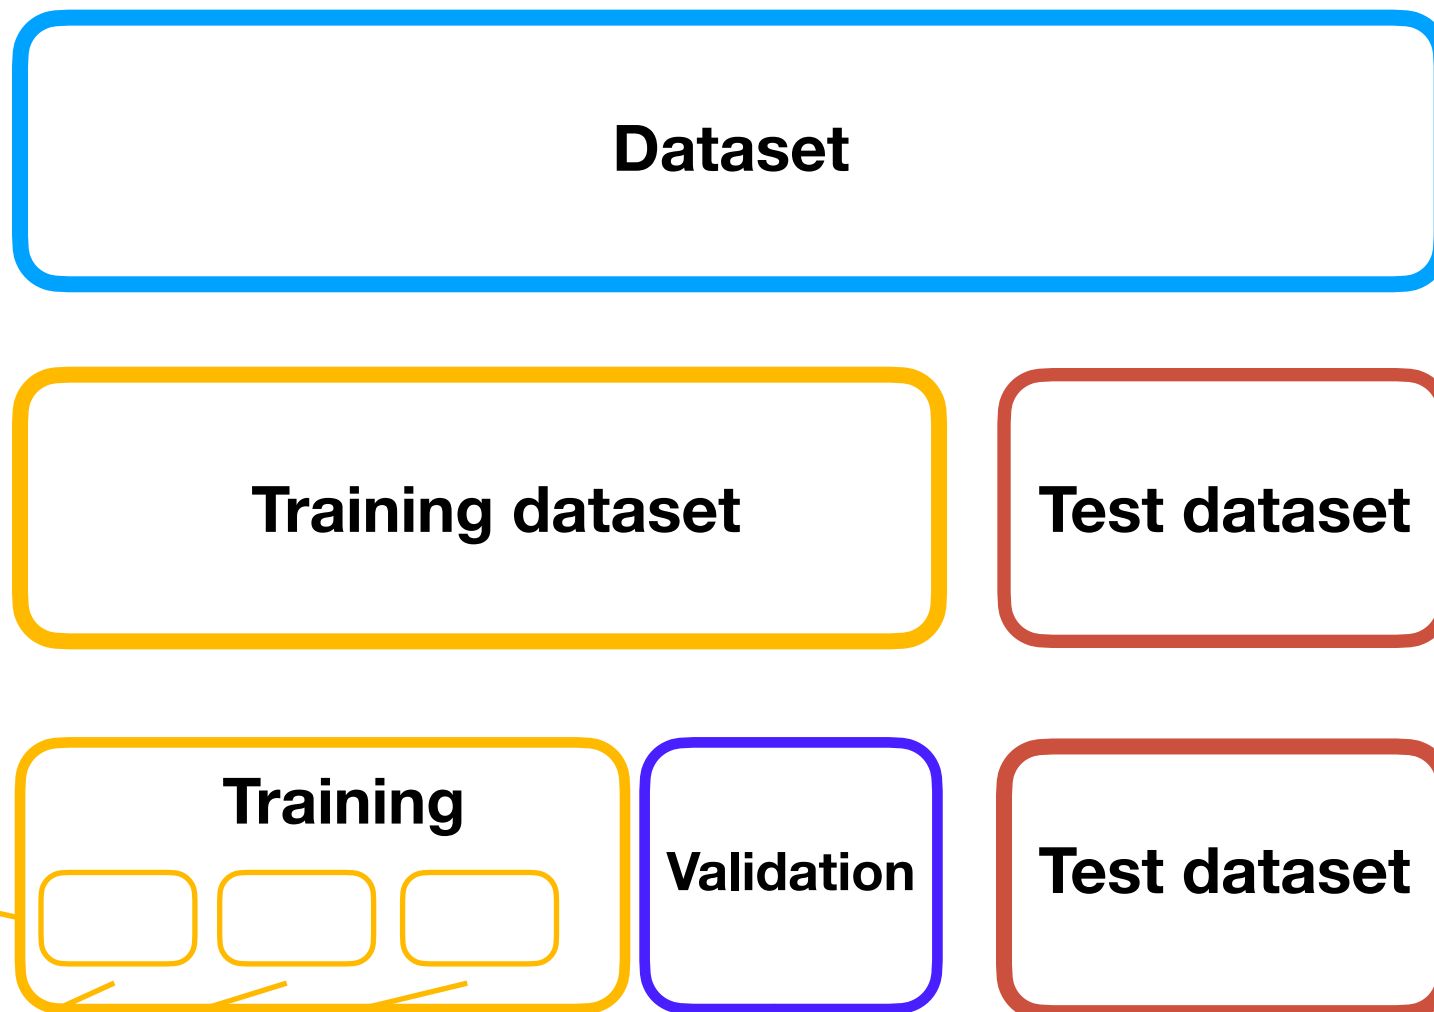 Dataset
Training dataset
Test dataset
Training
Validation
Test dataset